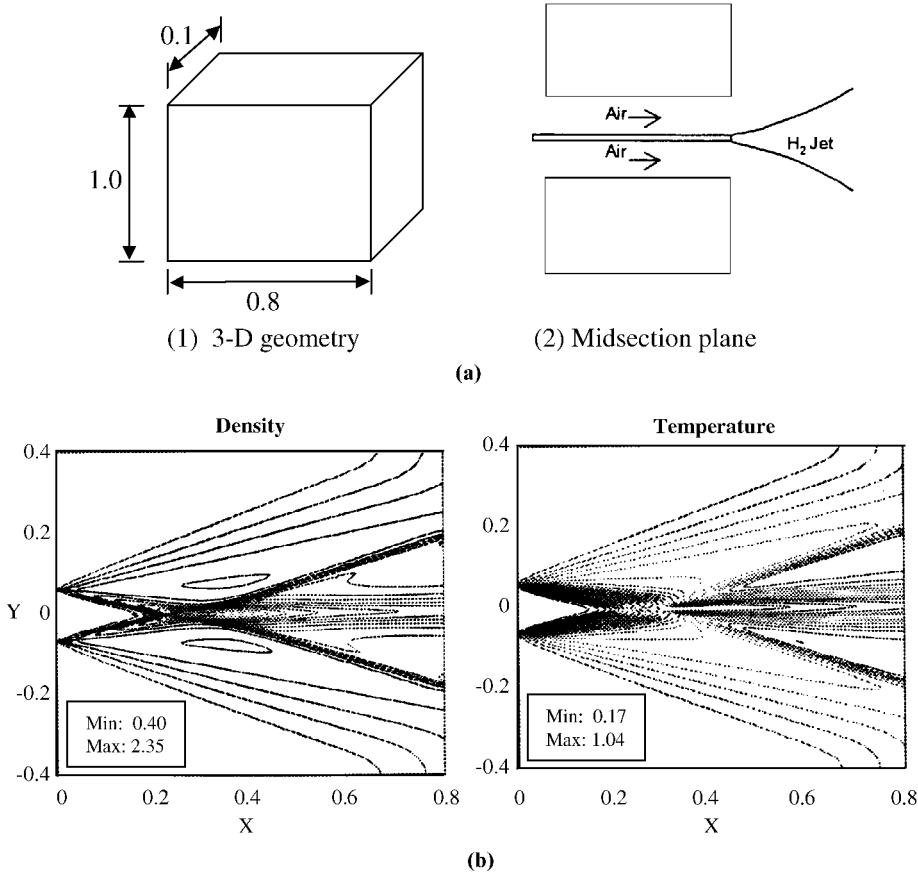 0.1
1.0
0.8
(1) 3-D geometry
Air
Air
H₂ Jet
(2) Midsection plane
(a)
Density
0.4
0.2
Y 0
-0.2
-0.4
Min: 0.40
Max: 2.35
0 0.2 0.4 0.6 0.8
X
Temperature
0.4
0.2
0
-0.2
-0.4
Min: 0.17
Max: 1.04
0 0.2 0.4 0.6 0.8
X
(b)